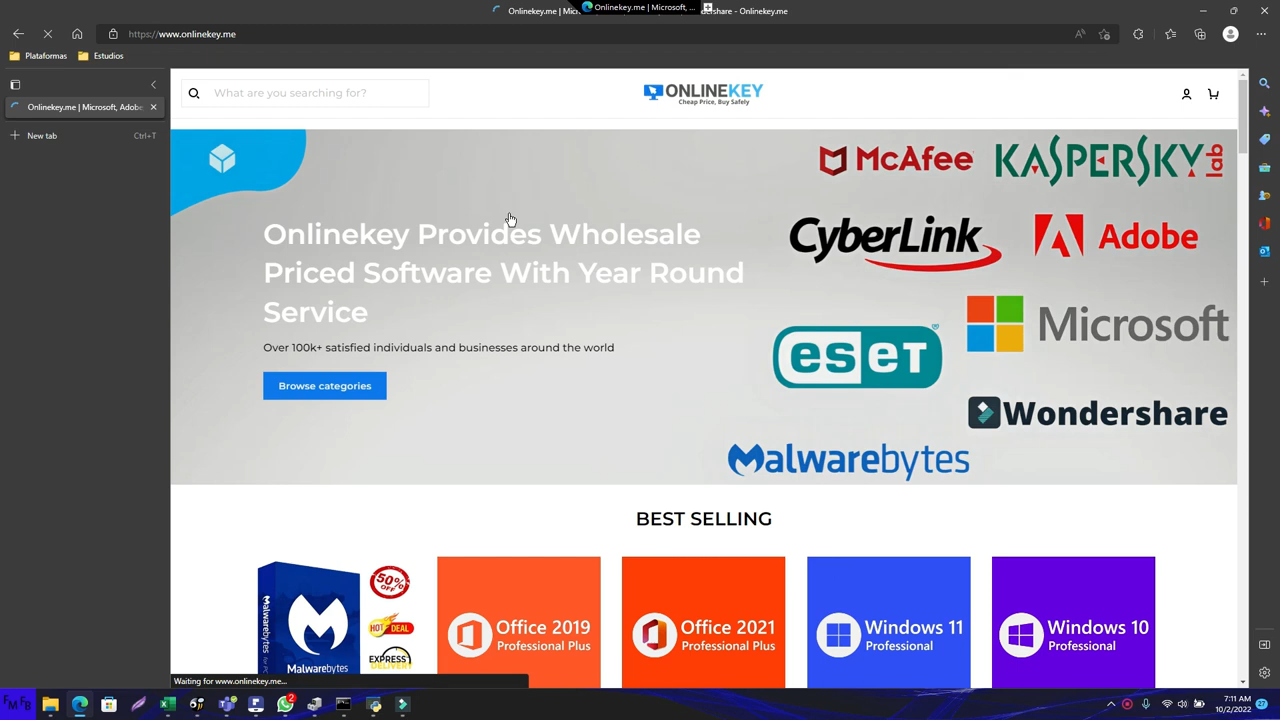 Onlinekey.me | Mic
Onlinekey.me | Microsoft, ...
dershare - Onlinekey.me
https://www.onlinekey.me
Plataformas
Estudios
Onlinekey.me | Microsoft, Adobe
New tab
Ctrl+T
What are you searching for?
ONLINEKEY
Cheap Price, Buy Safely
McAfee
KASPERSKY lab
CyberLink
Adobe
Onlinekey Provides Wholesale
Priced Software With Year Round
Service
Over 100k+ satisfied individuals and businesses around the world
Browse categories
eseT
Microsoft
Wondershare
Malwarebytes
BEST SELLING
Malwarebytes
50%
OFF
HOT DEAL
EXPRESS
Malwarebytes
Office 2019
Professional Plus
Office 2021
Professional Plus
Windows 11
Professional
Windows 10
Professional
Waiting for www.onlinekey.me...
2
7:11 AM
10/2/2022